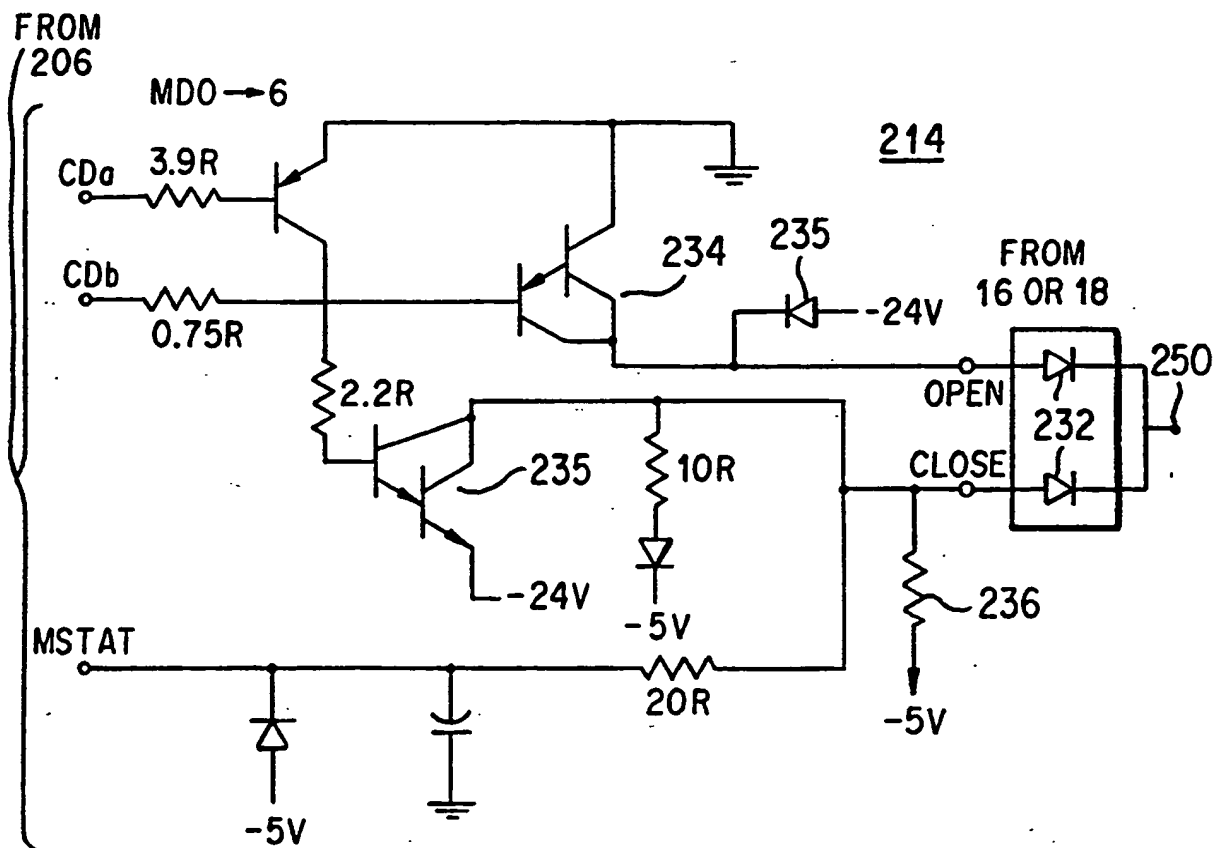 FROM
206
MDO→6
214
CDa
3.9R
CDb
0.75R
234
235
-24V
FROM
16 OR 18
250
OPEN
232
CLOSE
2.2R
235
10R
-24V
-5V
236
-5V
MSTAT
20R
-5V